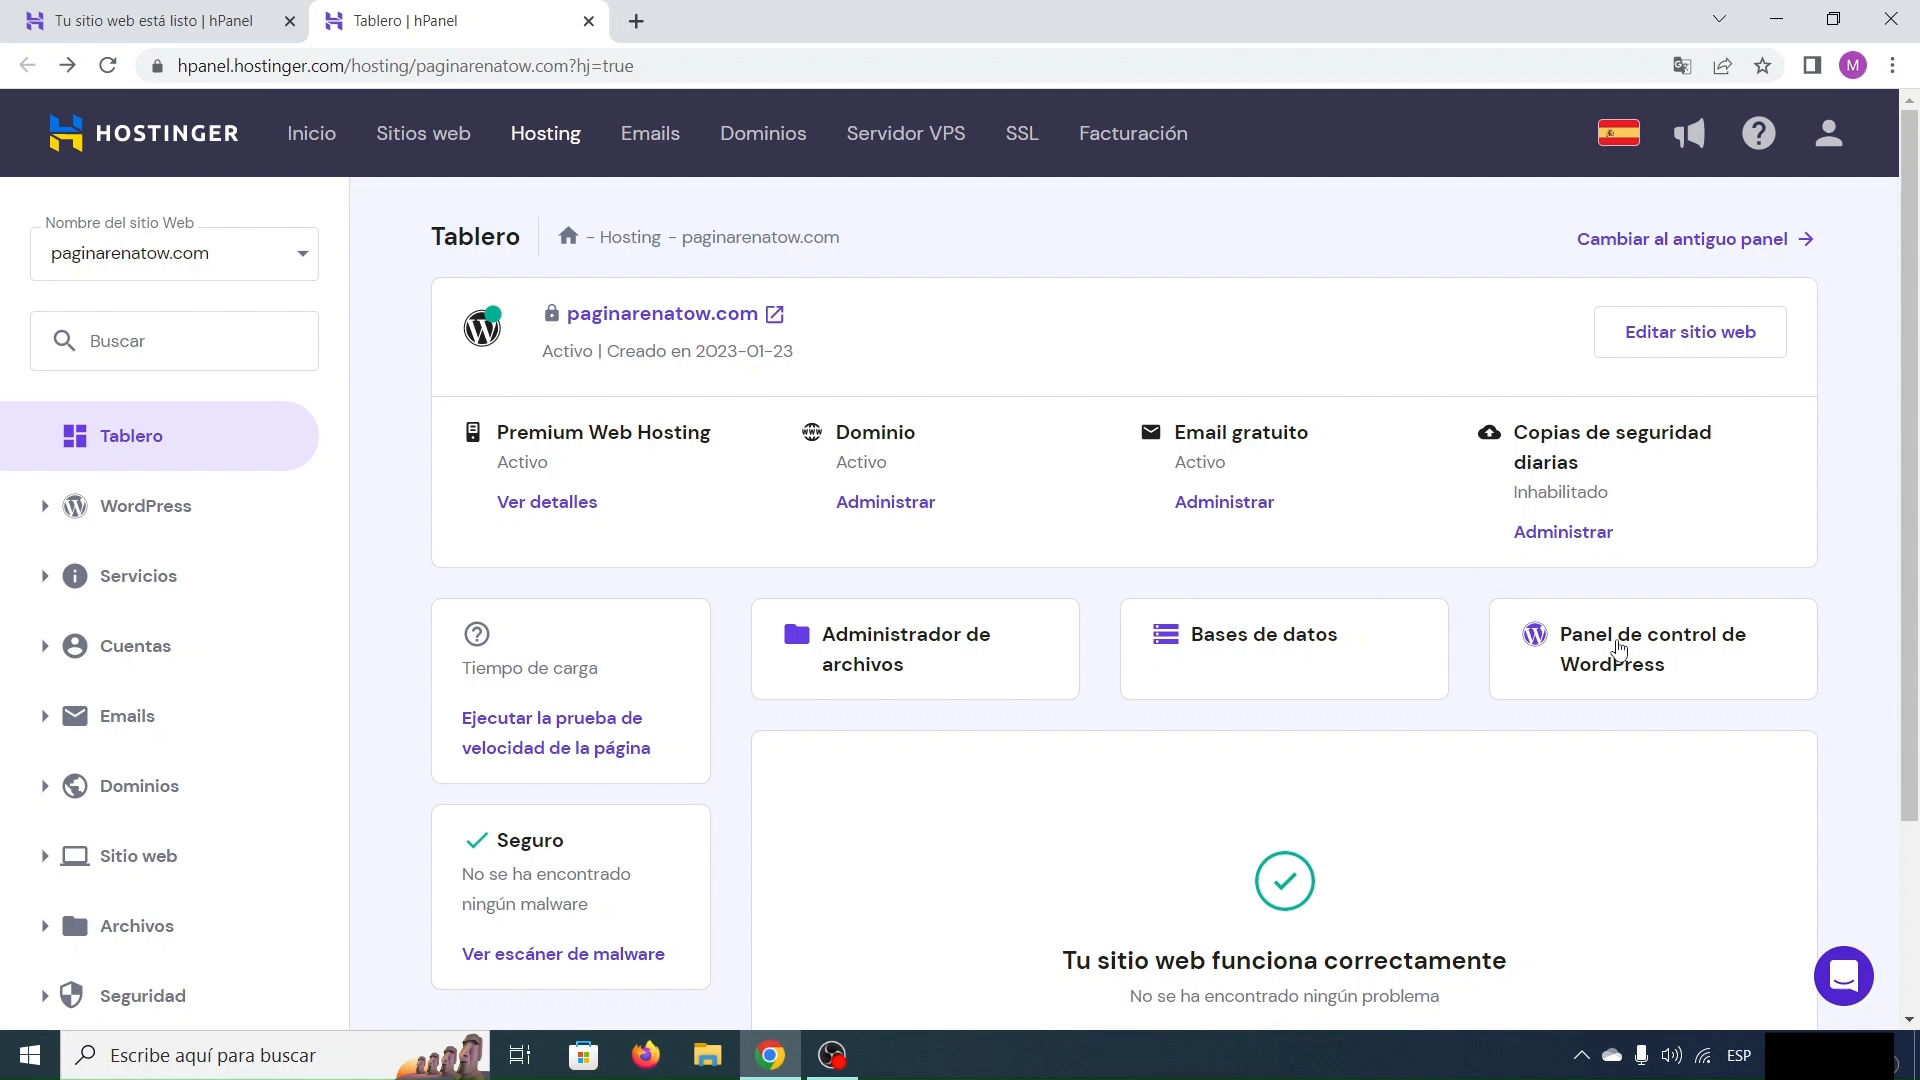 Tu sitio web está listo | hPanel
Tablero | hPanel
hpanel.hostinger.com/hosting/paginarenatow.com?hj=true
M
HOSTINGER
Inicio
Sitios web
Hosting
Emails
Dominios
Servidor VPS
SSL
Facturación
Nombre del sitio Web
paginarenatow.com
Buscar
Tablero
WordPress
Servicios
Cuentas
Emails
Dominios
Sitio web
Archivos
Seguridad
Tablero
- Hosting - paginarenatow.com
Cambiar al antiguo panel
paginarenatow.com
Activo | Creado en 2023-01-23
Editar sitio web
Premium Web Hosting
Activo
Ver detalles
Dominio
Activo
Administrar
Email gratuito
Activo
Administrar
Copias de seguridad
diarias
Inhabilitado
Administrar
Tiempo de carga
Ejecutar la prueba de
velocidad de la página
Administrador de
archivos
Bases de datos
Panel de control de
WordPress
Seguro
No se ha encontrado
ningún malware
Ver escáner de malware
Tu sitio web funciona correctamente
No se ha encontrado ningún problema
Escribe aquí para buscar
ESP